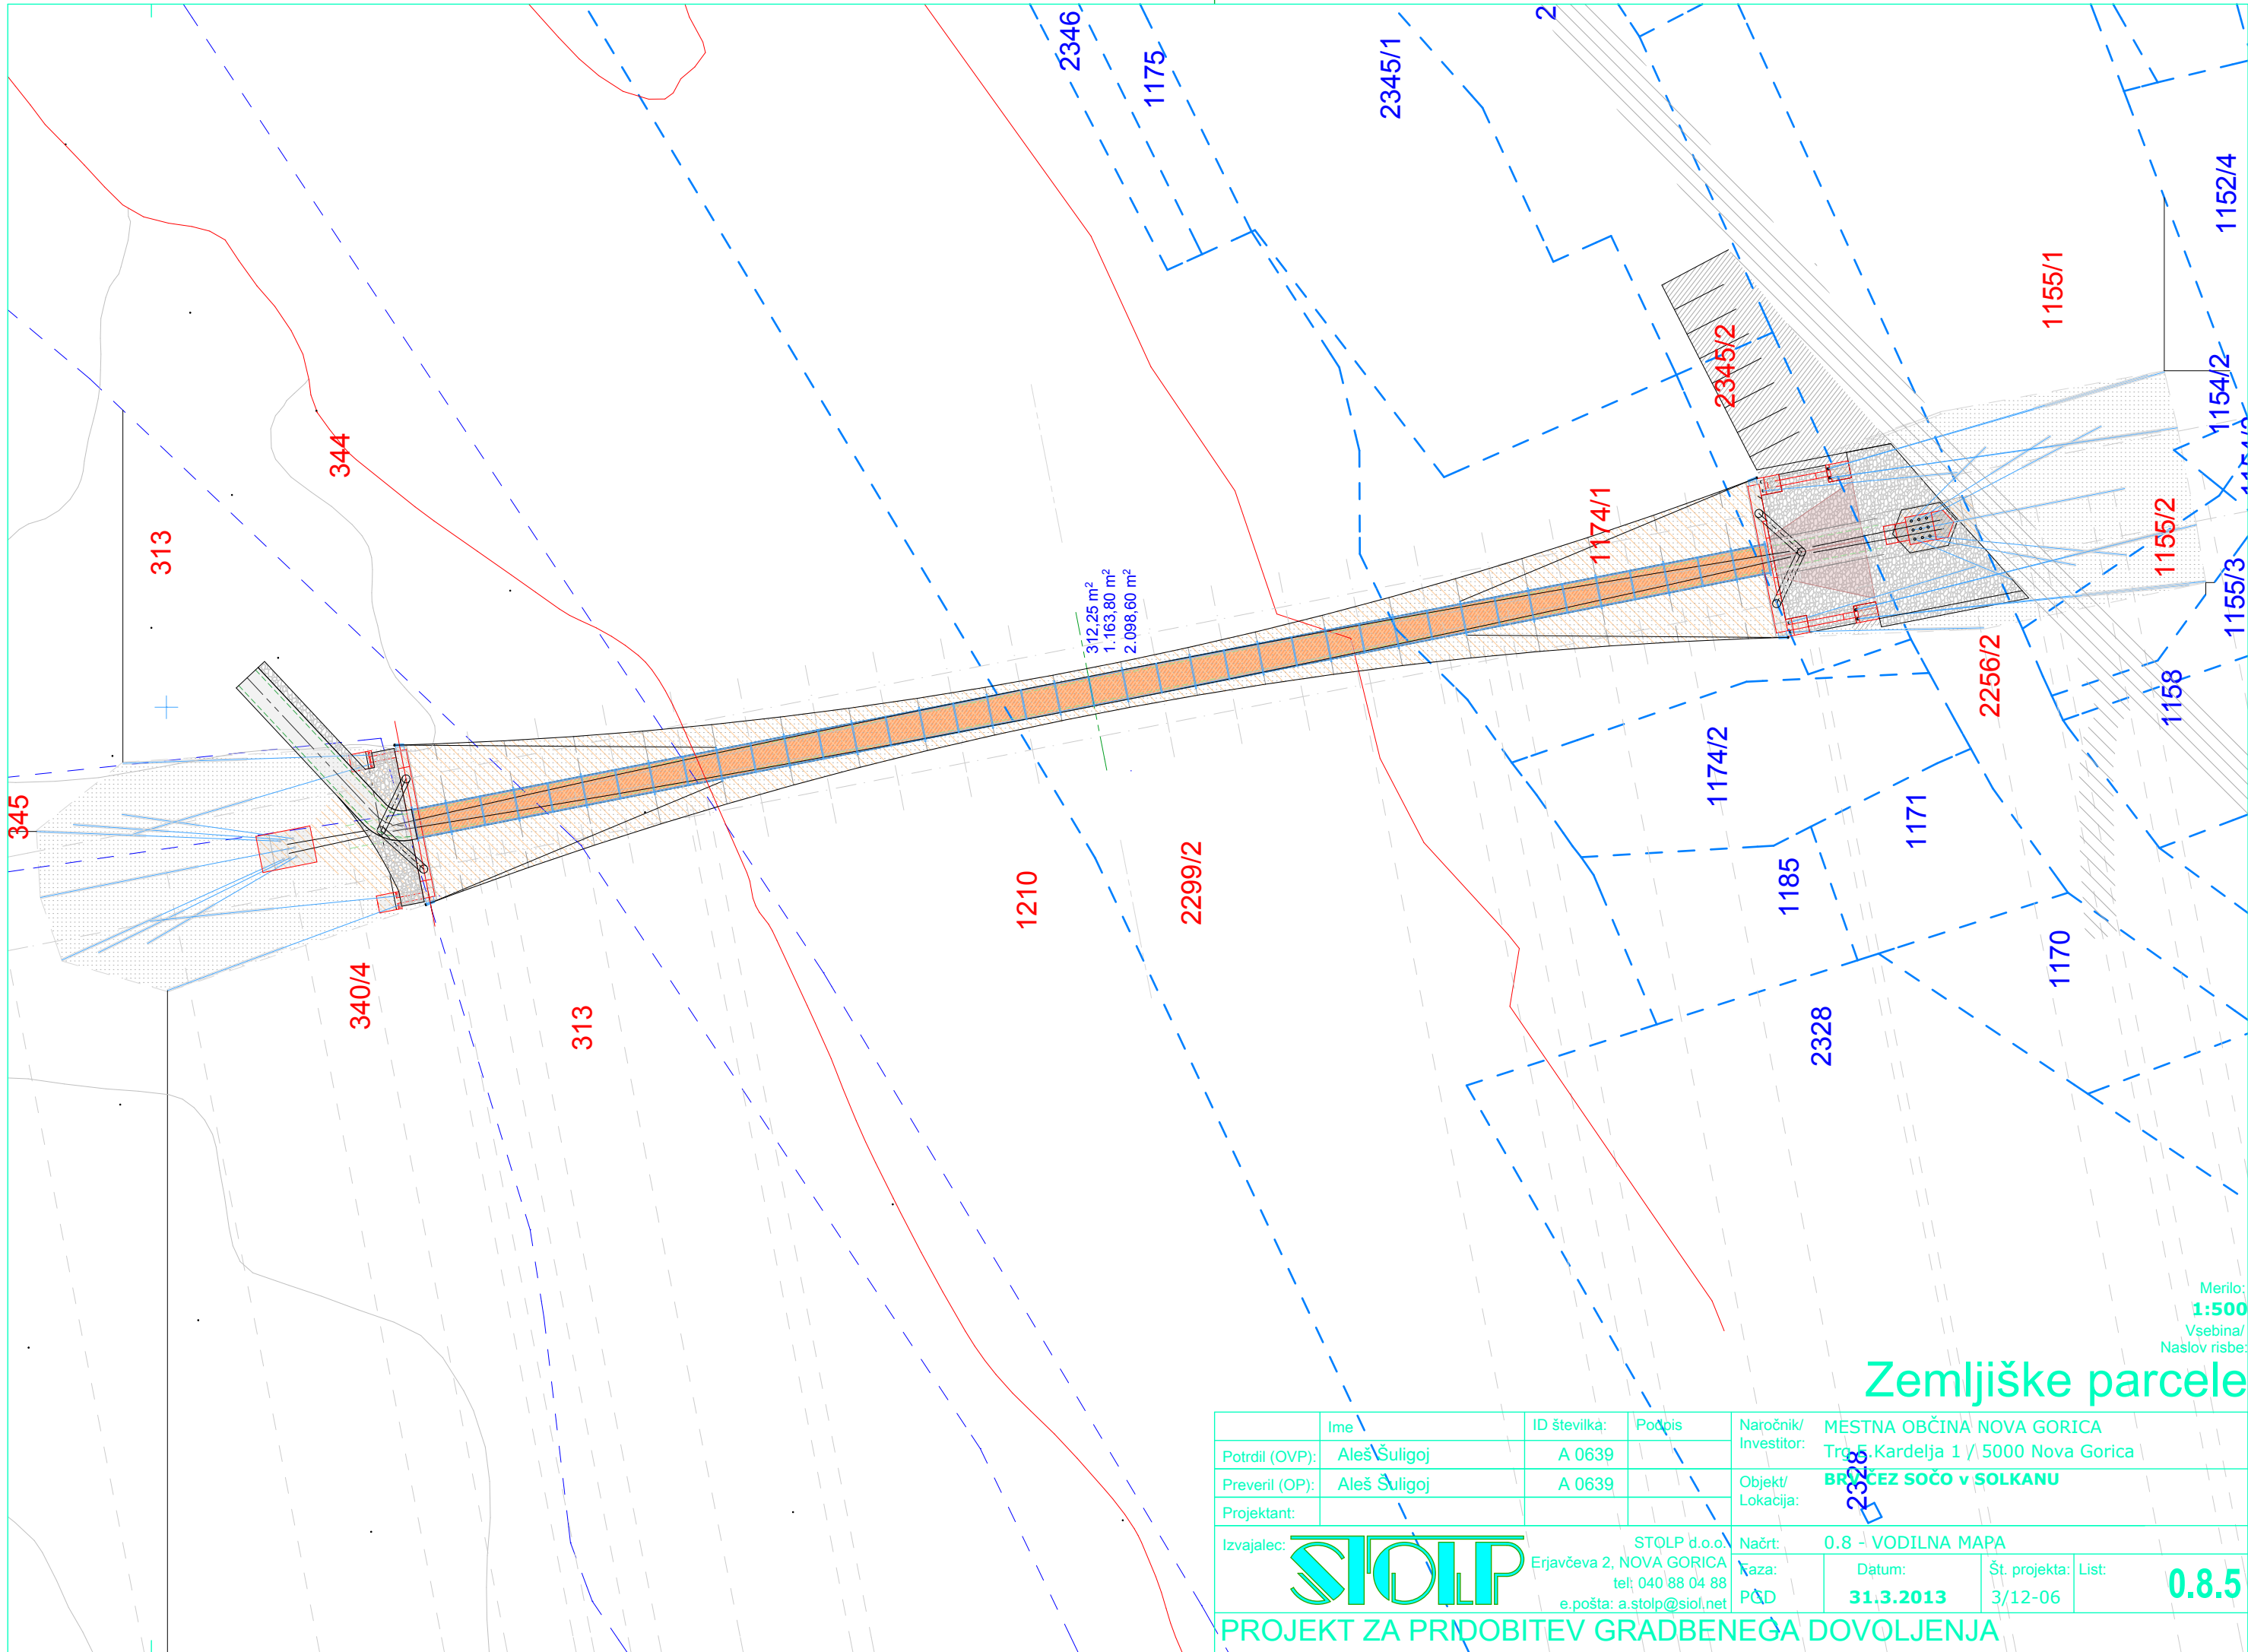 2346
1175
2345/1
2
1152/4
1155/1
2345/2
1154/2
344
313
1174/1
1155/2
1155/3
312,25 m²
1.163,80 m²
2.098,60 m²
2256/2
1158
1174/2
1171
345
1185
1210
2299/2
1170
340/4
313
2328
Merilo:
1:500
Vsebina/
Naslov risbe:
Zemljiške parcele
Ime
ID številka:
Podpis
Naročnik/
Investitor:
MESTNA OBČINA NOVA GORICA
Trg E.Kardelja 1 / 5000 Nova Gorica
Potrdil (OVP):
Aleš Šuligoj
A 0639
Preveril (OP):
Aleš Šuligoj
A 0639
Objekt/
Lokacija:
BRV ČEZ SOČO v SOLKANU
2328
Projektant:
Izvajalec:
STOLP
STOLP d.o.o.
Erjavčeva 2, NOVA GORICA
tel: 040 88 04 88
e.pošta: a.stolp@siol.net
Načrt:
0.8 - VODILNA MAPA
Faza:
PGD
Datum:
31.3.2013
Št. projekta:
3/12-06
List:
0.8.5
PROJEKT ZA PRIDOBITEV GRADBENEGA DOVOLJENJA